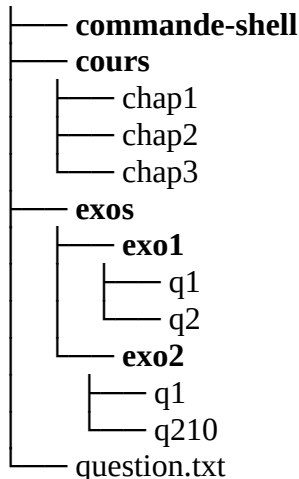 commande-shell
cours
chap1
chap2
chap3
exos
exo1
q1
q2
exo2
q1
q210
question.txt